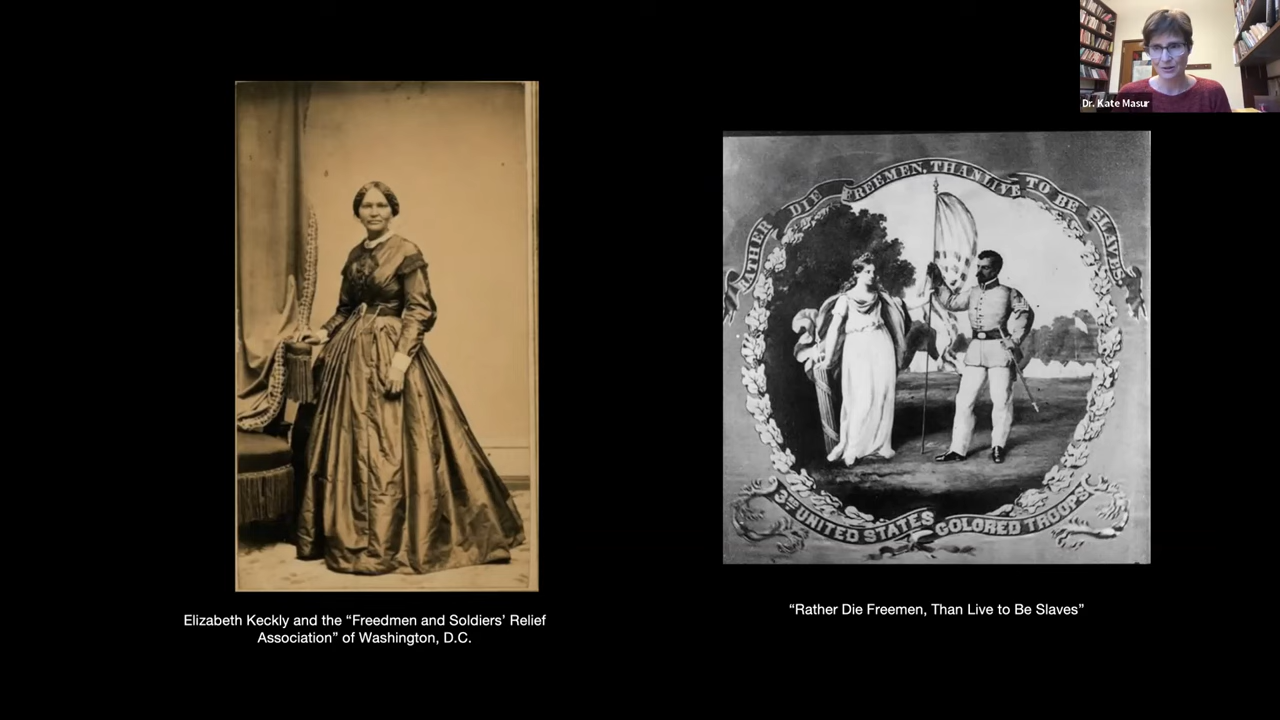 Dr. Kate Masur
RATHER DIE FREEMEN, THAN LIVE TO BE SLAVES
3RD UNITED STATES COLORED TROOPS
Elizabeth Keckly and the “Freedmen and Soldiers’ Relief
Association” of Washington, D.C.
“Rather Die Freemen, Than Live to Be Slaves”